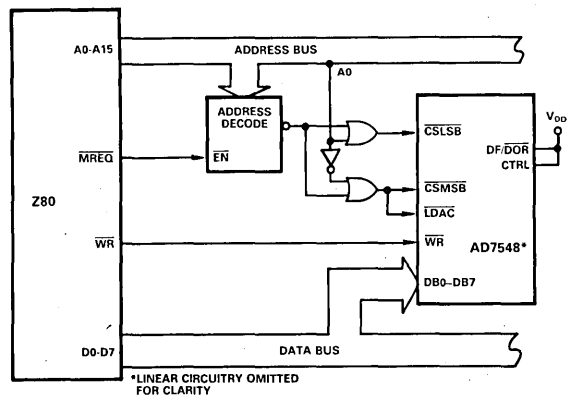 A0-A15
ADDRESS BUS
A0
ADDRESS
DECODE
EN
MREQ
Z80
WR
D0-D7
DATA BUS
CSLSB
CSMSB
LDAC
WR
DB0–DB7
AD7548*
DF/DOR
CTRL
VDD
*LINEAR CIRCUITRY OMITTED
FOR CLARITY